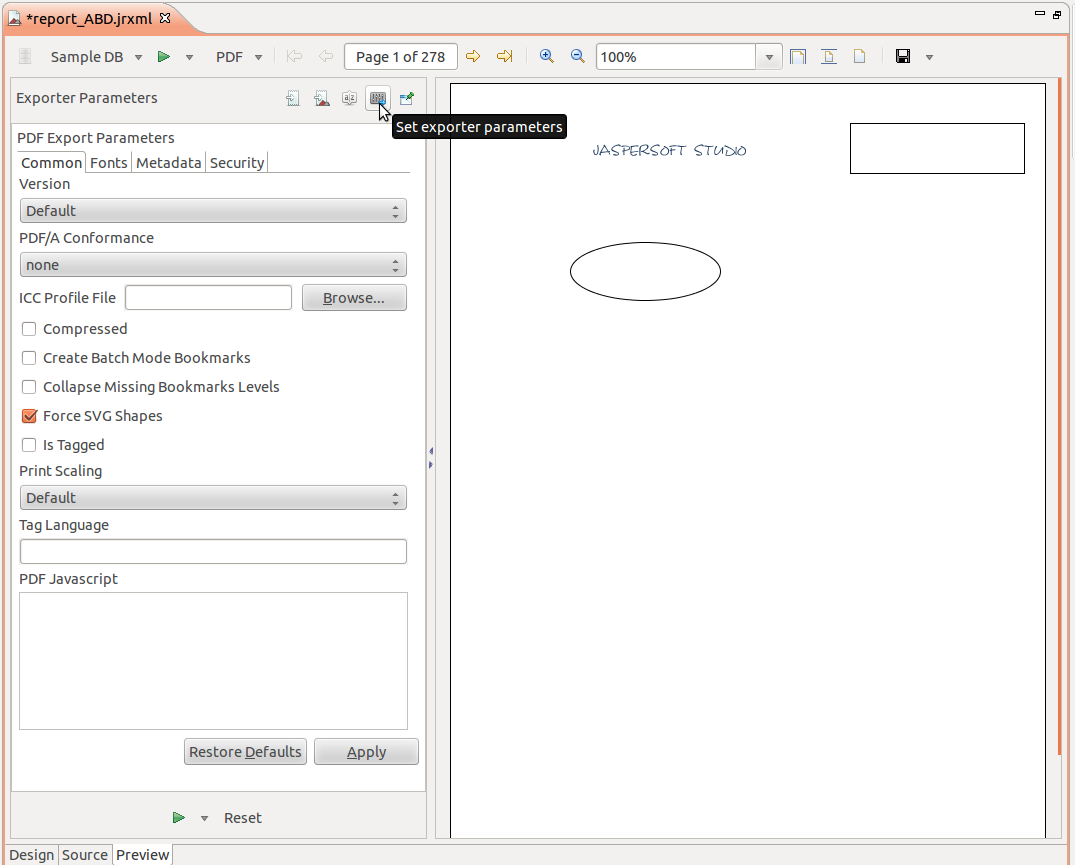 *report_ABD.jrxml
Sample DB PDF Page 1 of 278 100%
Exporter Parameters
Set exporter parameters
PDF Export Parameters
Common Fonts Metadata Security
Version
Default
PDF/A Conformance
none
ICC Profile File Browse...
Compressed
Create Batch Mode Bookmarks
Collapse Missing Bookmarks Levels
Force SVG Shapes
Is Tagged
Print Scaling
Default
Tag Language
PDF Javascript
Restore Defaults Apply
Reset
Design Source Preview
JASPERSOFT STUDIO